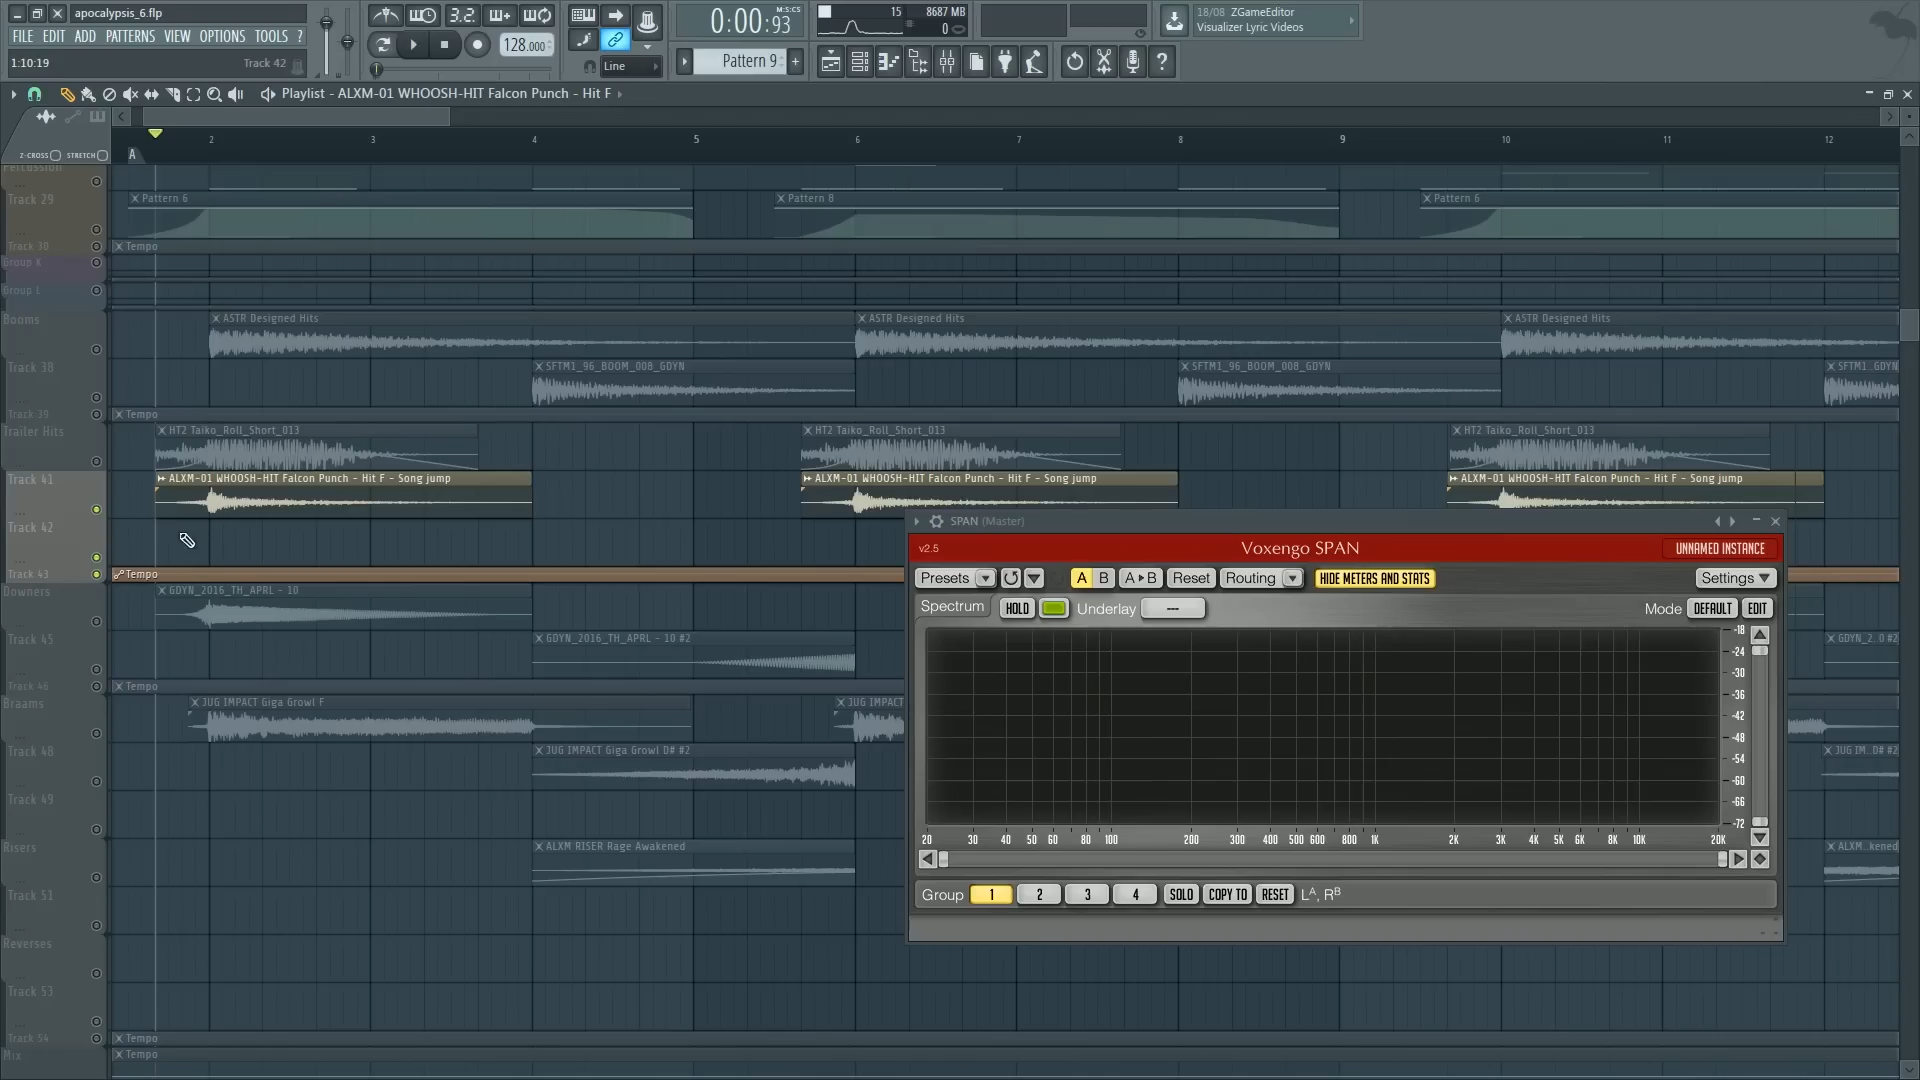 apocalypsis_6.flp
FILE EDIT ADD PATTERNS VIEW OPTIONS TOOLS ?
1:10:19 Track 42
3.2.
128.000
Line
0:00:93
M:S:CS
Pattern 9
15 8687 MB
0
18/08 ZGameEditor
Visualizer Lyric Videos
Playlist - ALXM-01 WHOOSH-HIT Falcon Punch - Hit F
Z-CROSS STRETCH
A
2 3 4 5 6 7 8 9 10 11 12
Percussion
Track 29
Pattern 6 Pattern 8 Pattern 6
Track 30 Tempo
Group K
Group L
Booms
ASTR Designed Hits ASTR Designed Hits ASTR Designed Hits
Track 38
SFTM1_96_BOOM_008_GDYN SFTM1_96_BOOM_008_GDYN SFTM1..GDYN
Track 39 Tempo
Trailer Hits
HT2 Taiko_Roll_Short_013 HT2 Taiko_Roll_Short_013 HT2 Taiko_Roll_Short_013
Track 41
ALXM-01 WHOOSH-HIT Falcon Punch - Hit F - Song jump ALXM-01 WHOOSH-HIT Falcon Punch - Hit F - Song jump ALXM-01 WHOOSH-HIT Falcon Punch - Hit F - Song jump
Track 42
Track 43 Tempo
Downers
GDYN_2016_TH_APRL - 10
Track 45
GDYN_2016_TH_APRL - 10 #2 GDYN_2..0 #2
Track 46 Tempo
Braams
JUG IMPACT Giga Growl F JUG IMPACT
Track 48
JUG IMPACT Giga Growl D# #2 JUG IM..D# #2
Track 49
Risers
ALXM RISER Rage Awakened ALXM..kened
Track 51
Reverses
Track 53
Track 54 Tempo
Mix Tempo
SPAN (Master)
v2.5 Voxengo SPAN UNNAMED INSTANCE
Presets A B A▸B Reset Routing HIDE METERS AND STATS Settings
Spectrum HOLD Underlay --- Mode DEFAULT EDIT
-18
-24
-30
-36
-42
-48
-54
-60
-66
-72
20 30 40 50 60 80 100 200 300 400 500 600 800 1K 2K 3K 4K 5K 6K 8K 10K 20K
Group 1 2 3 4 SOLO COPY TO RESET Lᴬ, Rᴮ